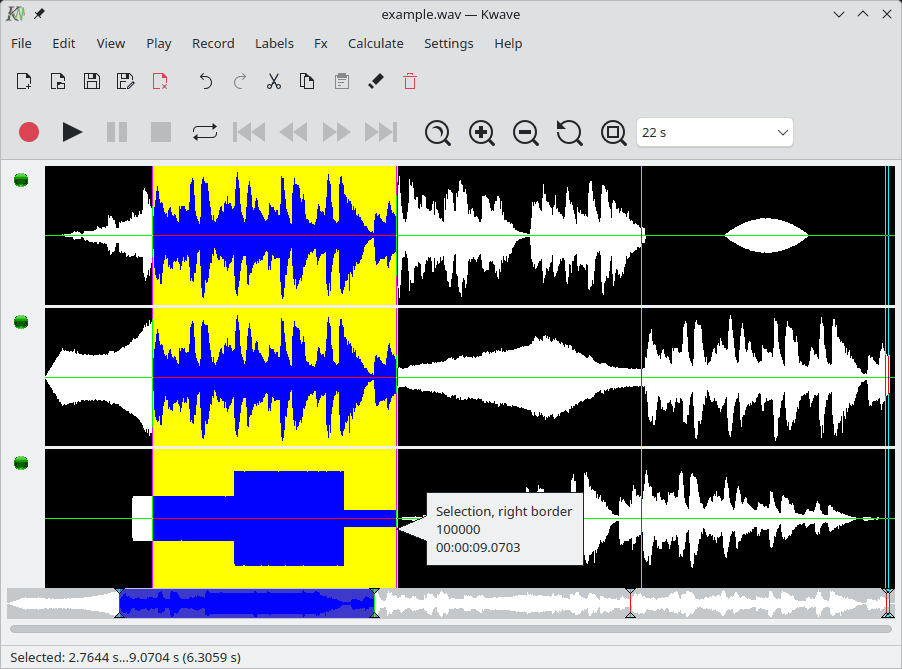 example.wav — Kwave
File Edit View Play Record Labels Fx Calculate Settings Help
22 s
Selection, right border
100000
00:00:09.0703
Selected: 2.7644 s...9.0704 s (6.3059 s)